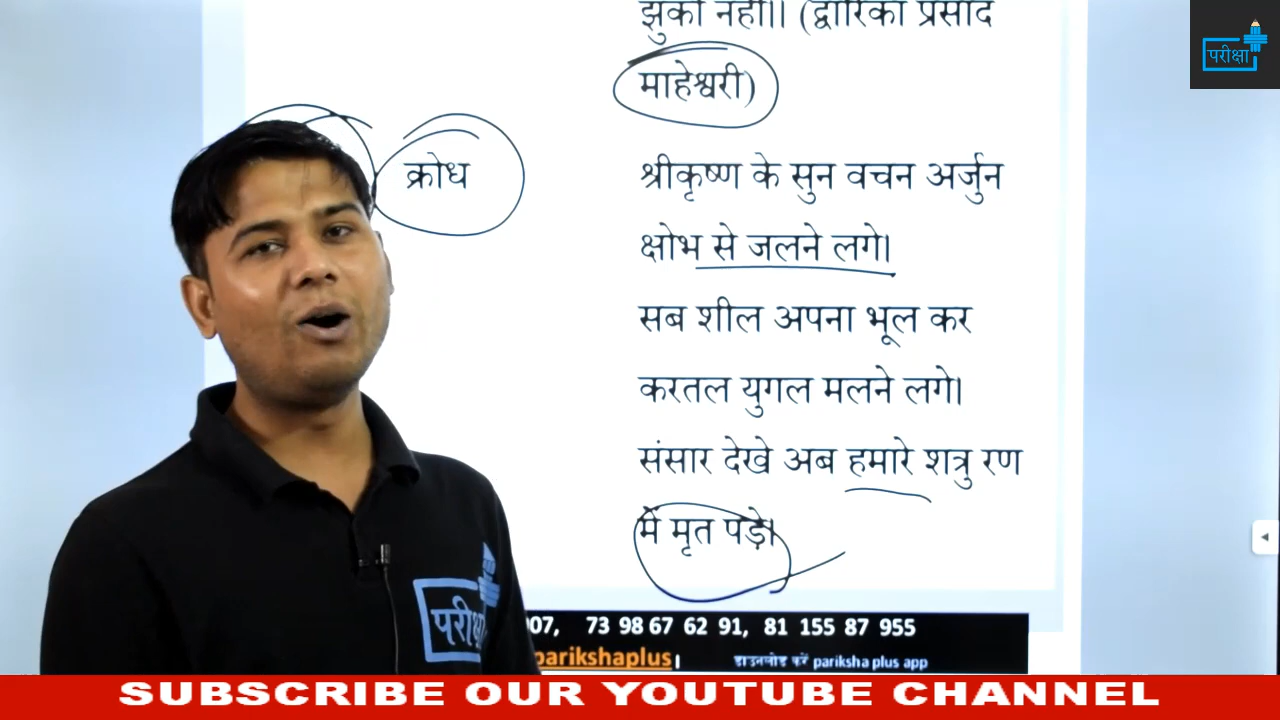 झुको नहीं।। (द्वारिका प्रसाद
माहेश्वरी)
परीक्षा
क्रोध
श्रीकृष्ण के सुन वचन अर्जुन
क्षोभ से जलने लगे।
सब शील अपना भूल कर
करतल युगल मलने लगे।
संसार देखे अब हमारे शत्रु रण
में मृत पड़े।
परीक्षा
907, 73 98 67 62 91, 81 155 87 955
parikshaplus। डाउनलोड करें pariksha plus app
SUBSCRIBE OUR YOUTUBE CHANNEL